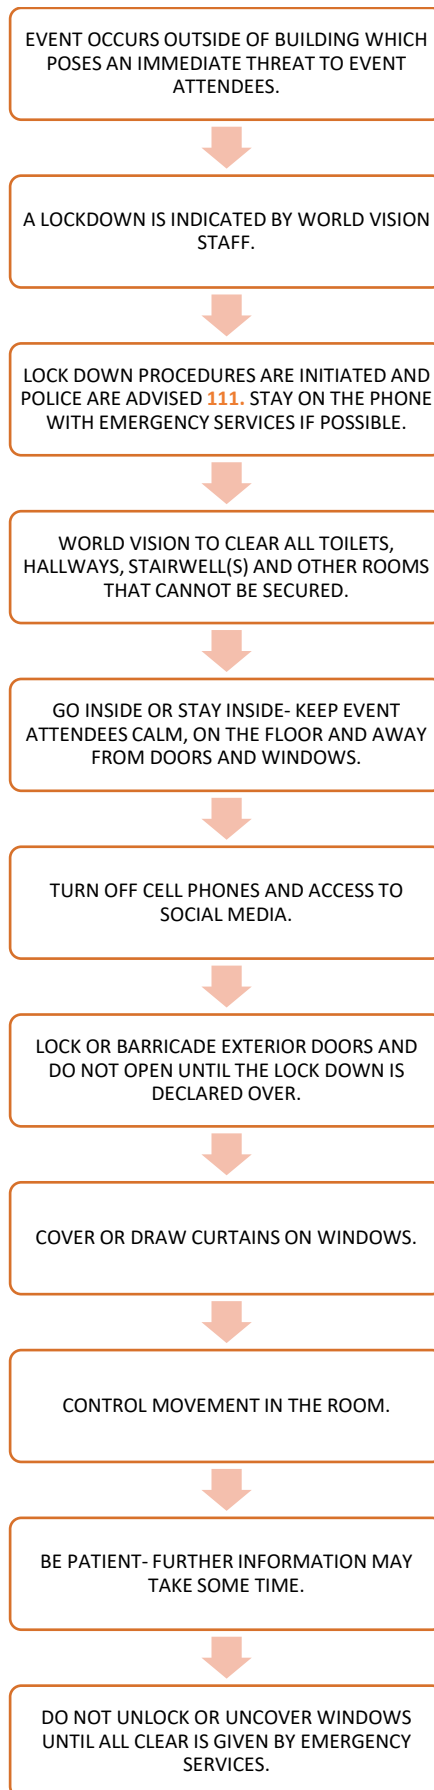 EVENT OCCURS OUTSIDE OF BUILDING WHICH
POSES AN IMMEDIATE THREAT TO EVENT
ATTENDEES.
A LOCKDOWN IS INDICATED BY WORLD VISION
STAFF.
LOCK DOWN PROCEDURES ARE INITIATED AND
POLICE ARE ADVISED 111. STAY ON THE PHONE
WITH EMERGENCY SERVICES IF POSSIBLE.
WORLD VISION TO CLEAR ALL TOILETS,
HALLWAYS, STAIRWELL(S) AND OTHER ROOMS
THAT CANNOT BE SECURED.
GO INSIDE OR STAY INSIDE- KEEP EVENT
ATTENDEES CALM, ON THE FLOOR AND AWAY
FROM DOORS AND WINDOWS.
TURN OFF CELL PHONES AND ACCESS TO
SOCIAL MEDIA.
LOCK OR BARRICADE EXTERIOR DOORS AND
DO NOT OPEN UNTIL THE LOCK DOWN IS
DECLARED OVER.
COVER OR DRAW CURTAINS ON WINDOWS.
CONTROL MOVEMENT IN THE ROOM.
BE PATIENT- FURTHER INFORMATION MAY
TAKE SOME TIME.
DO NOT UNLOCK OR UNCOVER WINDOWS
UNTIL ALL CLEAR IS GIVEN BY EMERGENCY
SERVICES.